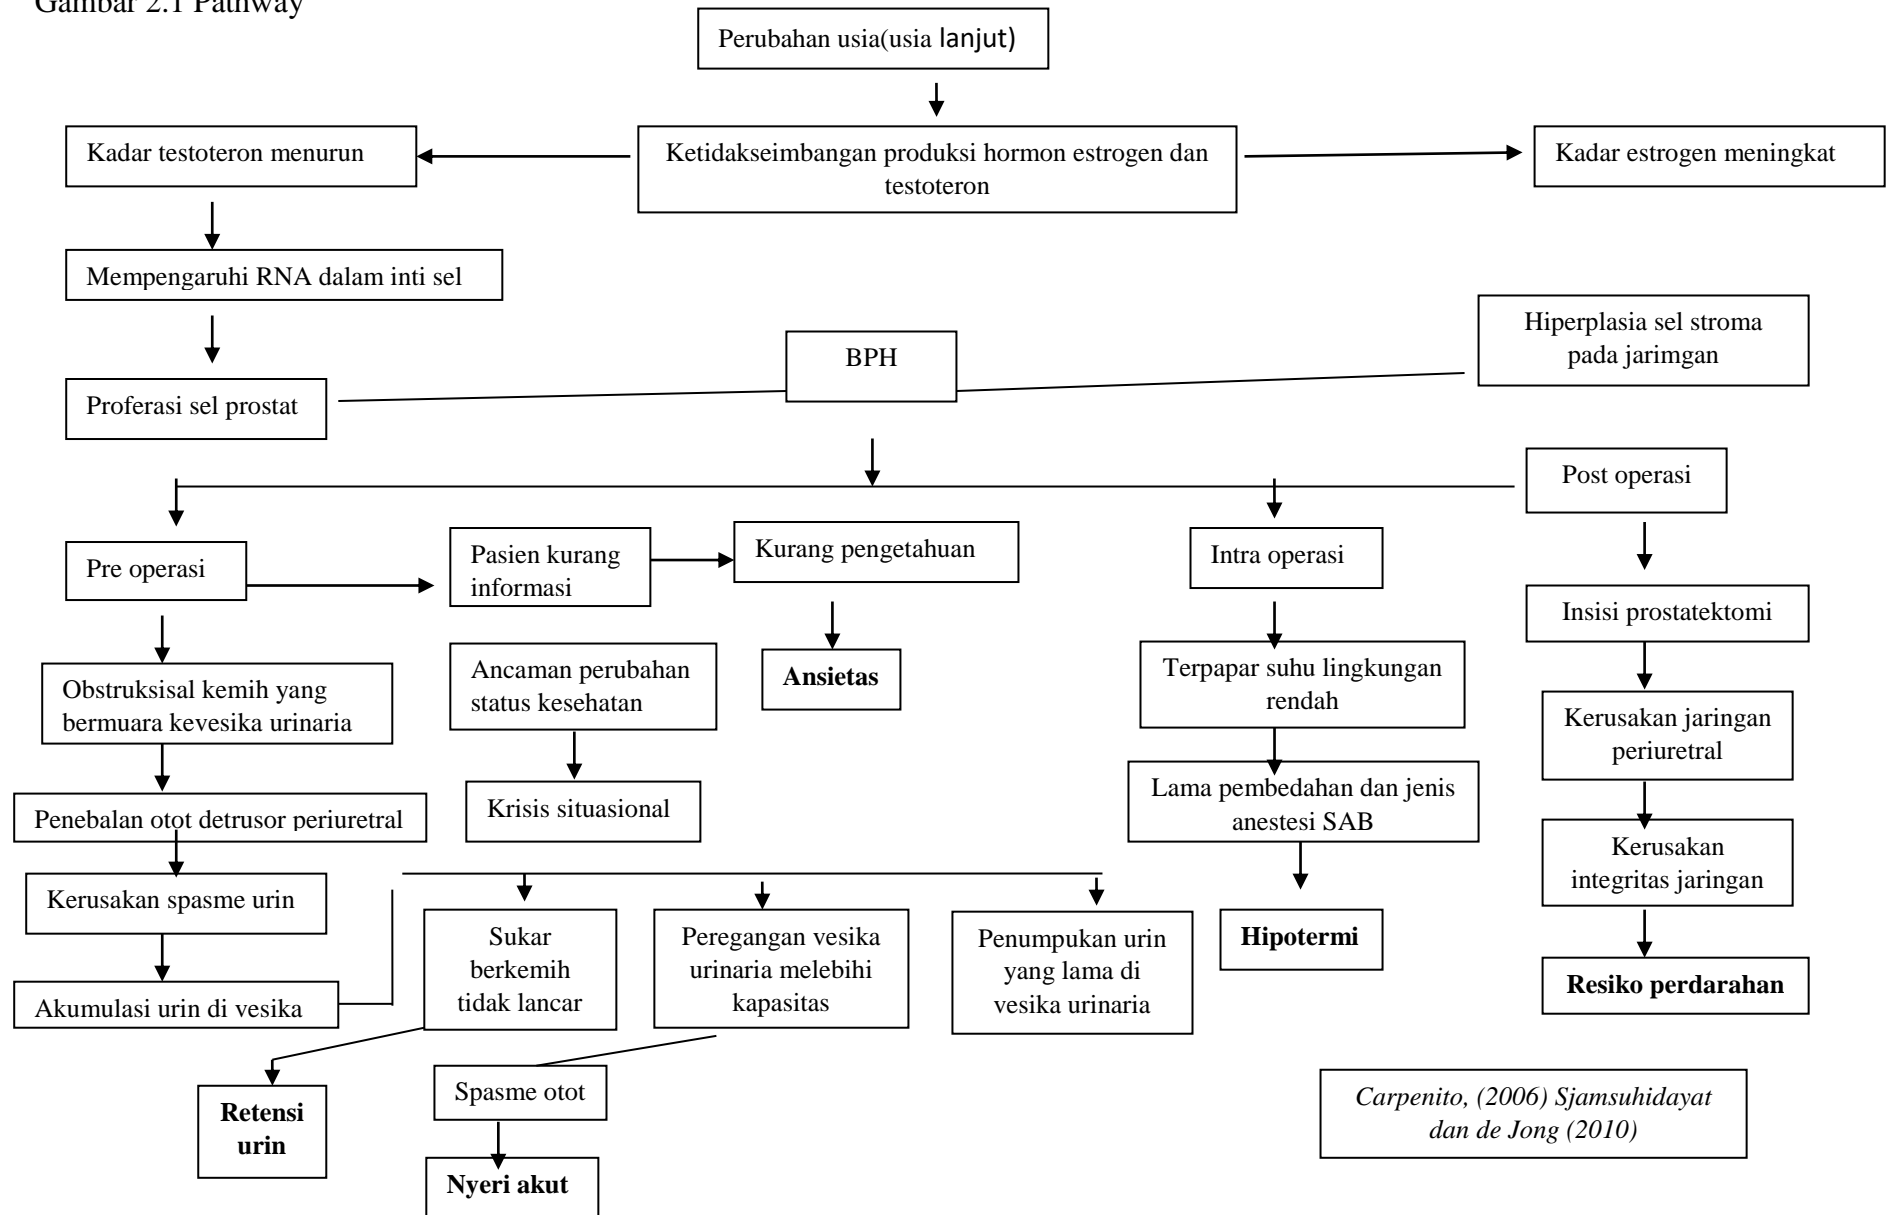 Gambar 2.1 Pathway
Perubahan usia(usia lanjut)
Kadar testoteron menurun
Ketidakseimbangan produksi hormon estrogen dan
testoteron
Kadar estrogen meningkat
Mempengaruhi RNA dalam inti sel
Hiperplasia sel stroma
pada jarimgan
BPH
Proferasi sel prostat
Post operasi
Pre operasi
Pasien kurang
informasi
Kurang pengetahuan
Intra operasi
Insisi prostatektomi
Obstruksisal kemih yang
bermuara kevesika urinaria
Ancaman perubahan
status kesehatan
Ansietas
Terpapar suhu lingkungan
rendah
Kerusakan jaringan
periuretral
Penebalan otot detrusor periuretral
Krisis situasional
Lama pembedahan dan jenis
anestesi SAB
Kerusakan
integritas jaringan
Kerusakan spasme urin
Sukar
berkemih
tidak lancar
Peregangan vesika
urinaria melebihi
kapasitas
Penumpukan urin
yang lama di
vesika urinaria
Hipotermi
Resiko perdarahan
Akumulasi urin di vesika
Retensi
urin
Spasme otot
Nyeri akut
Carpenito, (2006) Sjamsuhidayat
dan de Jong (2010)